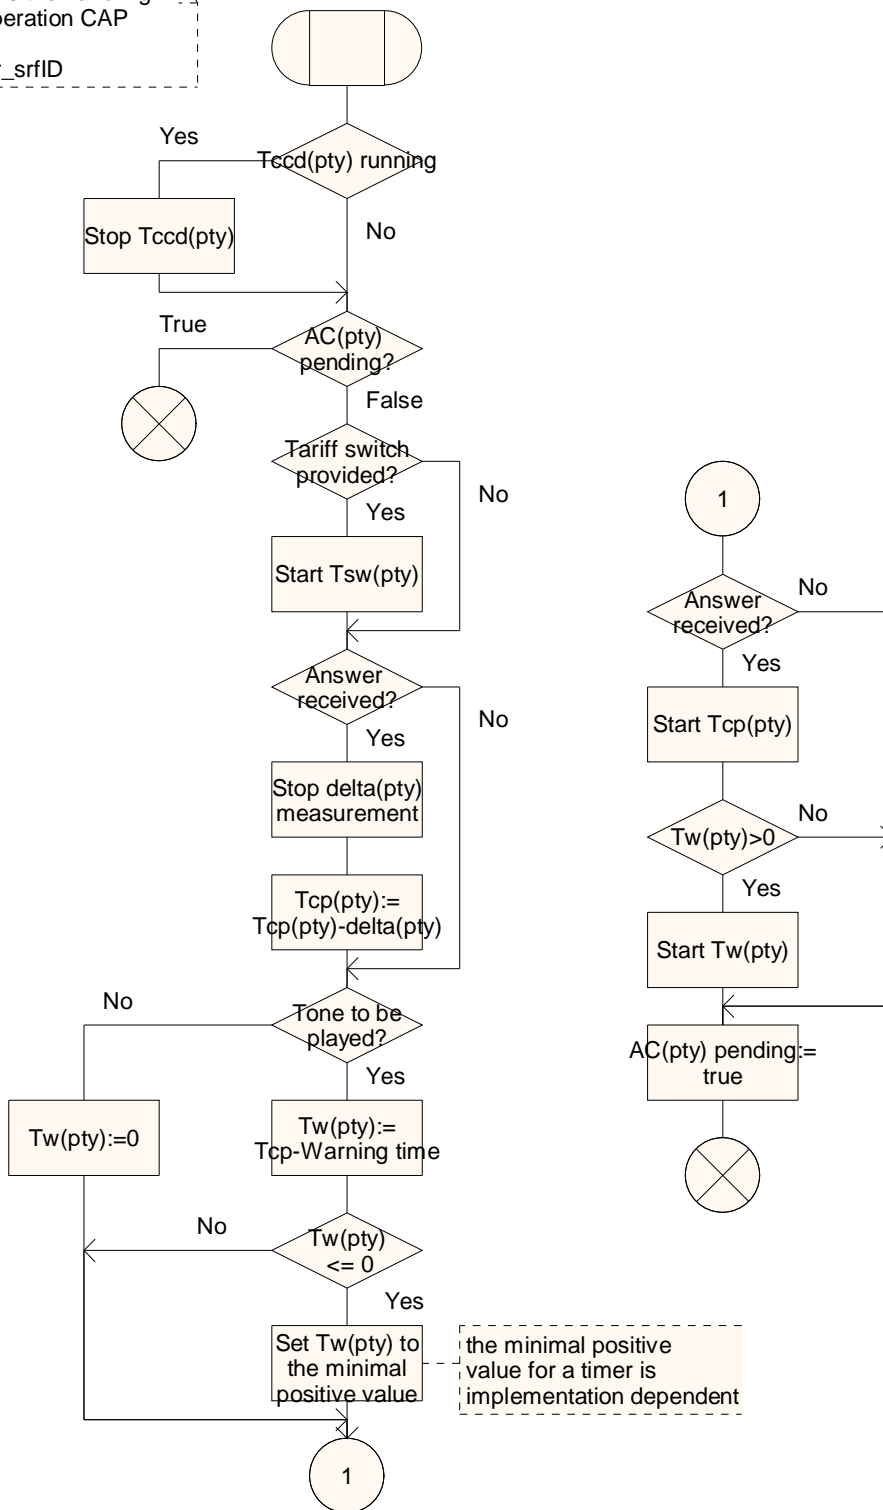 peration CAP
_srfID
Yes
Tccd(pty) running
Stop Tccd(pty)
No
True
AC(pty)
pending?
False
Tariff switch
provided?
No
Yes
Start Tsw(pty)
Answer
received?
No
Yes
Stop delta(pty)
measurement
Tcp(pty):=
Tcp(pty)-delta(pty)
No
Tone to be
played?
Yes
Tw(pty):=0
Tw(pty):=
Tcp-Warning time
No
Tw(pty)
<= 0
Yes
Set Tw(pty) to
the minimal
positive value
the minimal positive
value for a timer is
implementation dependent
1
1
Answer
received?
No
Yes
Start Tcp(pty)
Tw(pty)>0
No
Yes
Start Tw(pty)
AC(pty) pending:=
true